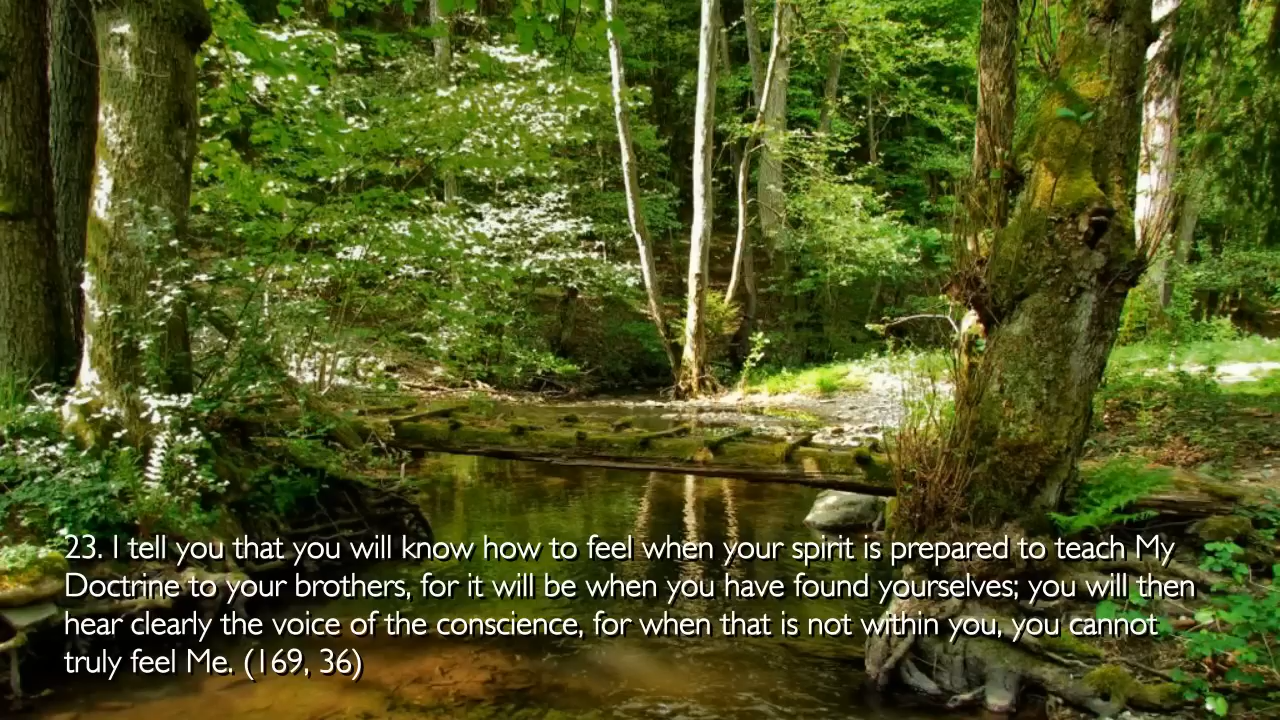 23. I tell you that you will know how to feel when your spirit is prepared to teach My
Doctrine to your brothers, for it will be when you have found yourselves; you will then
hear clearly the voice of the conscience, for when that is not within you, you cannot
truly feel Me. (169, 36)